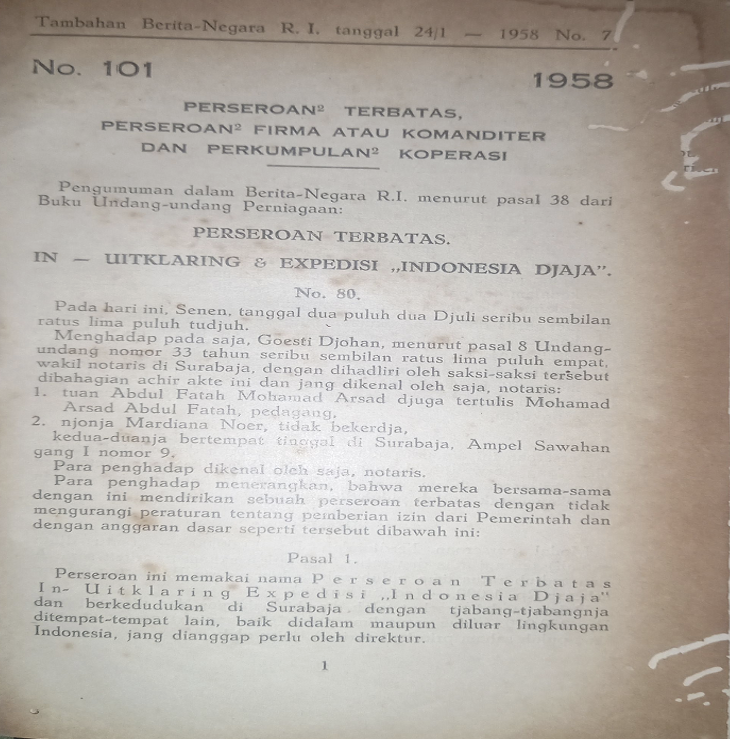 Tambahan Berita-Negara R. I. tanggal 24/1 — 1958 No. 7
No. 101
1958
PERSEROAN² TERBATAS,
PERSEROAN² FIRMA ATAU KOMANDITER
DAN PERKUMPULAN² KOPERASI
Pengumuman dalam Berita-Negara R.I. menurut pasal 38 dari
Buku Undang-undang Perniagaan:
PERSEROAN TERBATAS.
IN — UITKLARING & EXPEDISI „INDONESIA DJAJA”.
No. 80.
Pada hari ini, Senen, tanggal dua puluh dua Djuli seribu sembilan
ratus lima puluh tudjuh.
Menghadap pada saja, Goesti Djohan, menurut pasal 8 Undang-
undang nomor 33 tahun seribu sembilan ratus lima puluh empat,
wakil notaris di Surabaja, dengan dihadliri oleh saksi-saksi tersebut
dibahagian achir akte ini dan jang dikenal oleh saja, notaris:
1. tuan Abdul Fatah Mohamad Arsad djuga tertulis Mohamad
Arsad Abdul Fatah, pedagang,
2. njonja Mardiana Noer, tidak bekerdja,
kedua-duanja bertempat tinggal di Surabaja, Ampel Sawahan
gang I nomor 9.
Para penghadap dikenal oleh saja, notaris.
Para penghadap menerangkan, bahwa mereka bersama-sama
dengan ini mendirikan sebuah perseroan terbatas dengan tidak
mengurangi peraturan tentang pemberian izin dari Pemerintah dan
dengan anggaran dasar seperti tersebut dibawah ini:
Pasal 1.
Perseroan ini memakai nama Perseroan Terbatas
In- Uitklaring Expedisi „Indonesia Djaja”
dan berkedudukan di Surabaja dengan tjabang-tjabangnja
ditempat-tempat lain, baik didalam maupun diluar lingkungan
Indonesia, jang dianggap perlu oleh direktur.
1